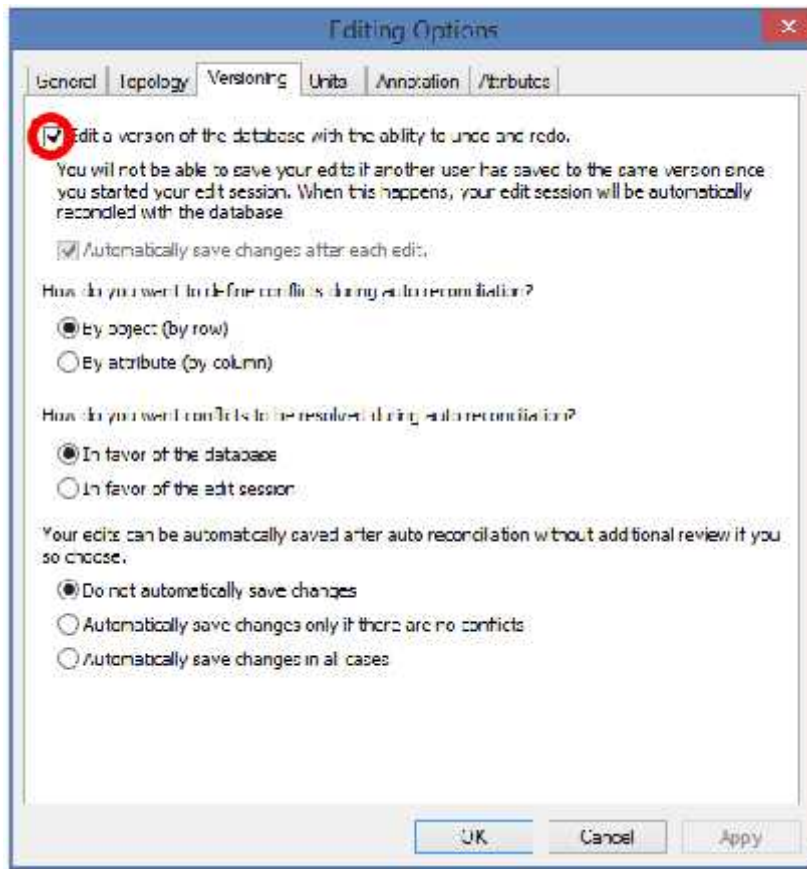 Editing Options
General Topology Versioning Units Annotation Attributes
Edit a version of the database with the ability to undo and redo.
You will not be able to save your edits if another user has saved to the same version since
you started your edit session. When this happens, your edit session will be automatically
reconciled with the database
Automatically save changes after each edit.
How do you want to define conflicts during auto reconciliation?
By object (by row)
By attribute (by column)
How do you want conflicts to be resolved during auto reconciliation?
In favor of the database
In favor of the edit session
Your edits can be automatically saved after auto reconciliation without additional review if you
so choose.
Do not automatically save changes
Automatically save changes only if there are no conflicts
Automatically save changes in all cases
OK Cancel Apply